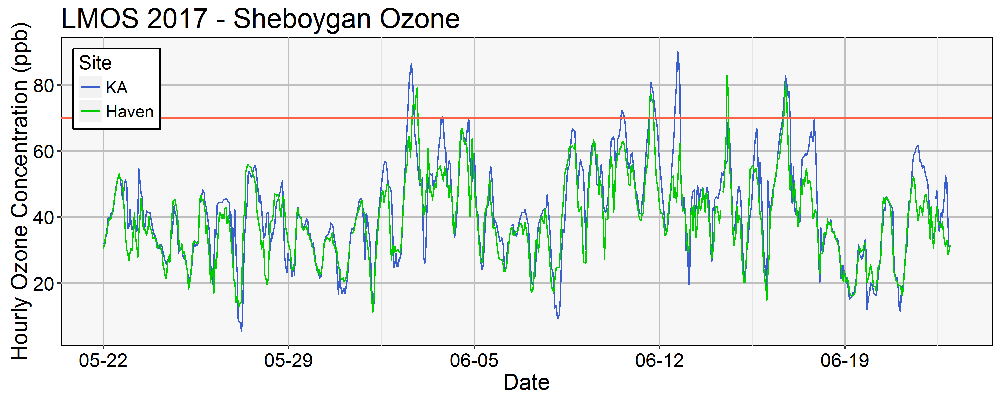 LMOS 2017 - Sheboygan Ozone
Hourly Ozone Concentration (ppb)
Site
KA
Haven
80
60
40
20
05-22 05-29 06-05 06-12 06-19
Date